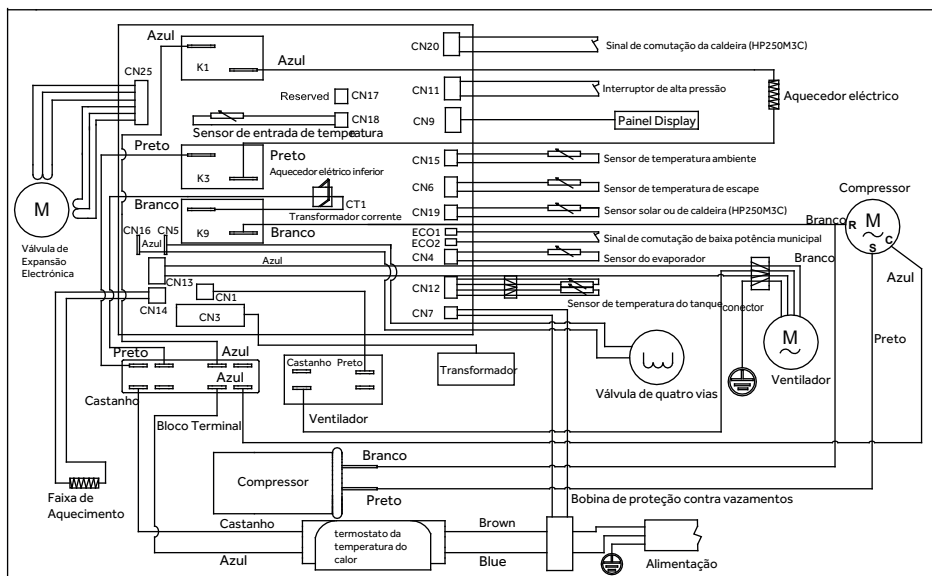 Azul
CN25
K1
Azul
CN20
Sinal de comutação da caldeira (HP250M3C)
Reserved
CN17
CN11
Interruptor de alta pressão
Aquecedor eléctrico
CN18
Sensor de entrada de temperatura
CN9
Painel Display
Preto
K3
Preto
Aquecedor elétrico inferior
CN15
Sensor de temperatura ambiente
CN6
Sensor de temperatura de escape
Compressor
M
Válvula de
Expansão
Electrónica
Branco
K9
CT1
Transformador corrente
Branco
CN19
Sensor solar ou de caldeira (HP250M3C)
Branco
R
M
~
S
C
CN16
CN5
Azul
ECO1
ECO2
Sinal de comutação de baixa potência municipal
Azul
CN4
Sensor do evaporador
Branco
Azul
CN13
CN14
CN1
CN3
CN12
Sensor de temperatura do tanque
conector
CN7
Preto
M
~
Ventilador
Preto
Azul
Azul
Castanho
Bloco Terminal
Castanho
Preto
Ventilador
Transformador
Válvula de quatro vias
Faixa de
Aquecimento
Compressor
Branco
Preto
Bobina de proteção contra vazamentos
Castanho
Azul
termostato da
temperatura do
calor
Brown
Blue
Alimentação